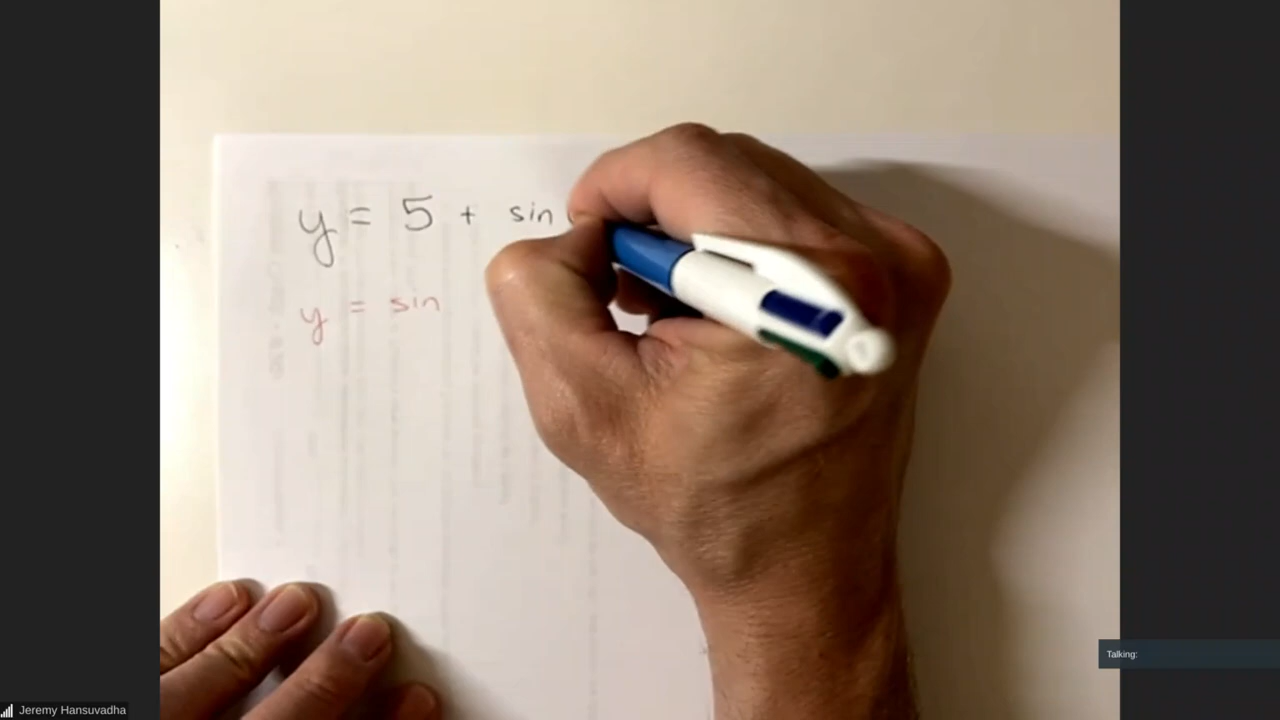 y = 5 + sin (
y = sin
Talking:
Jeremy Hansuvadha